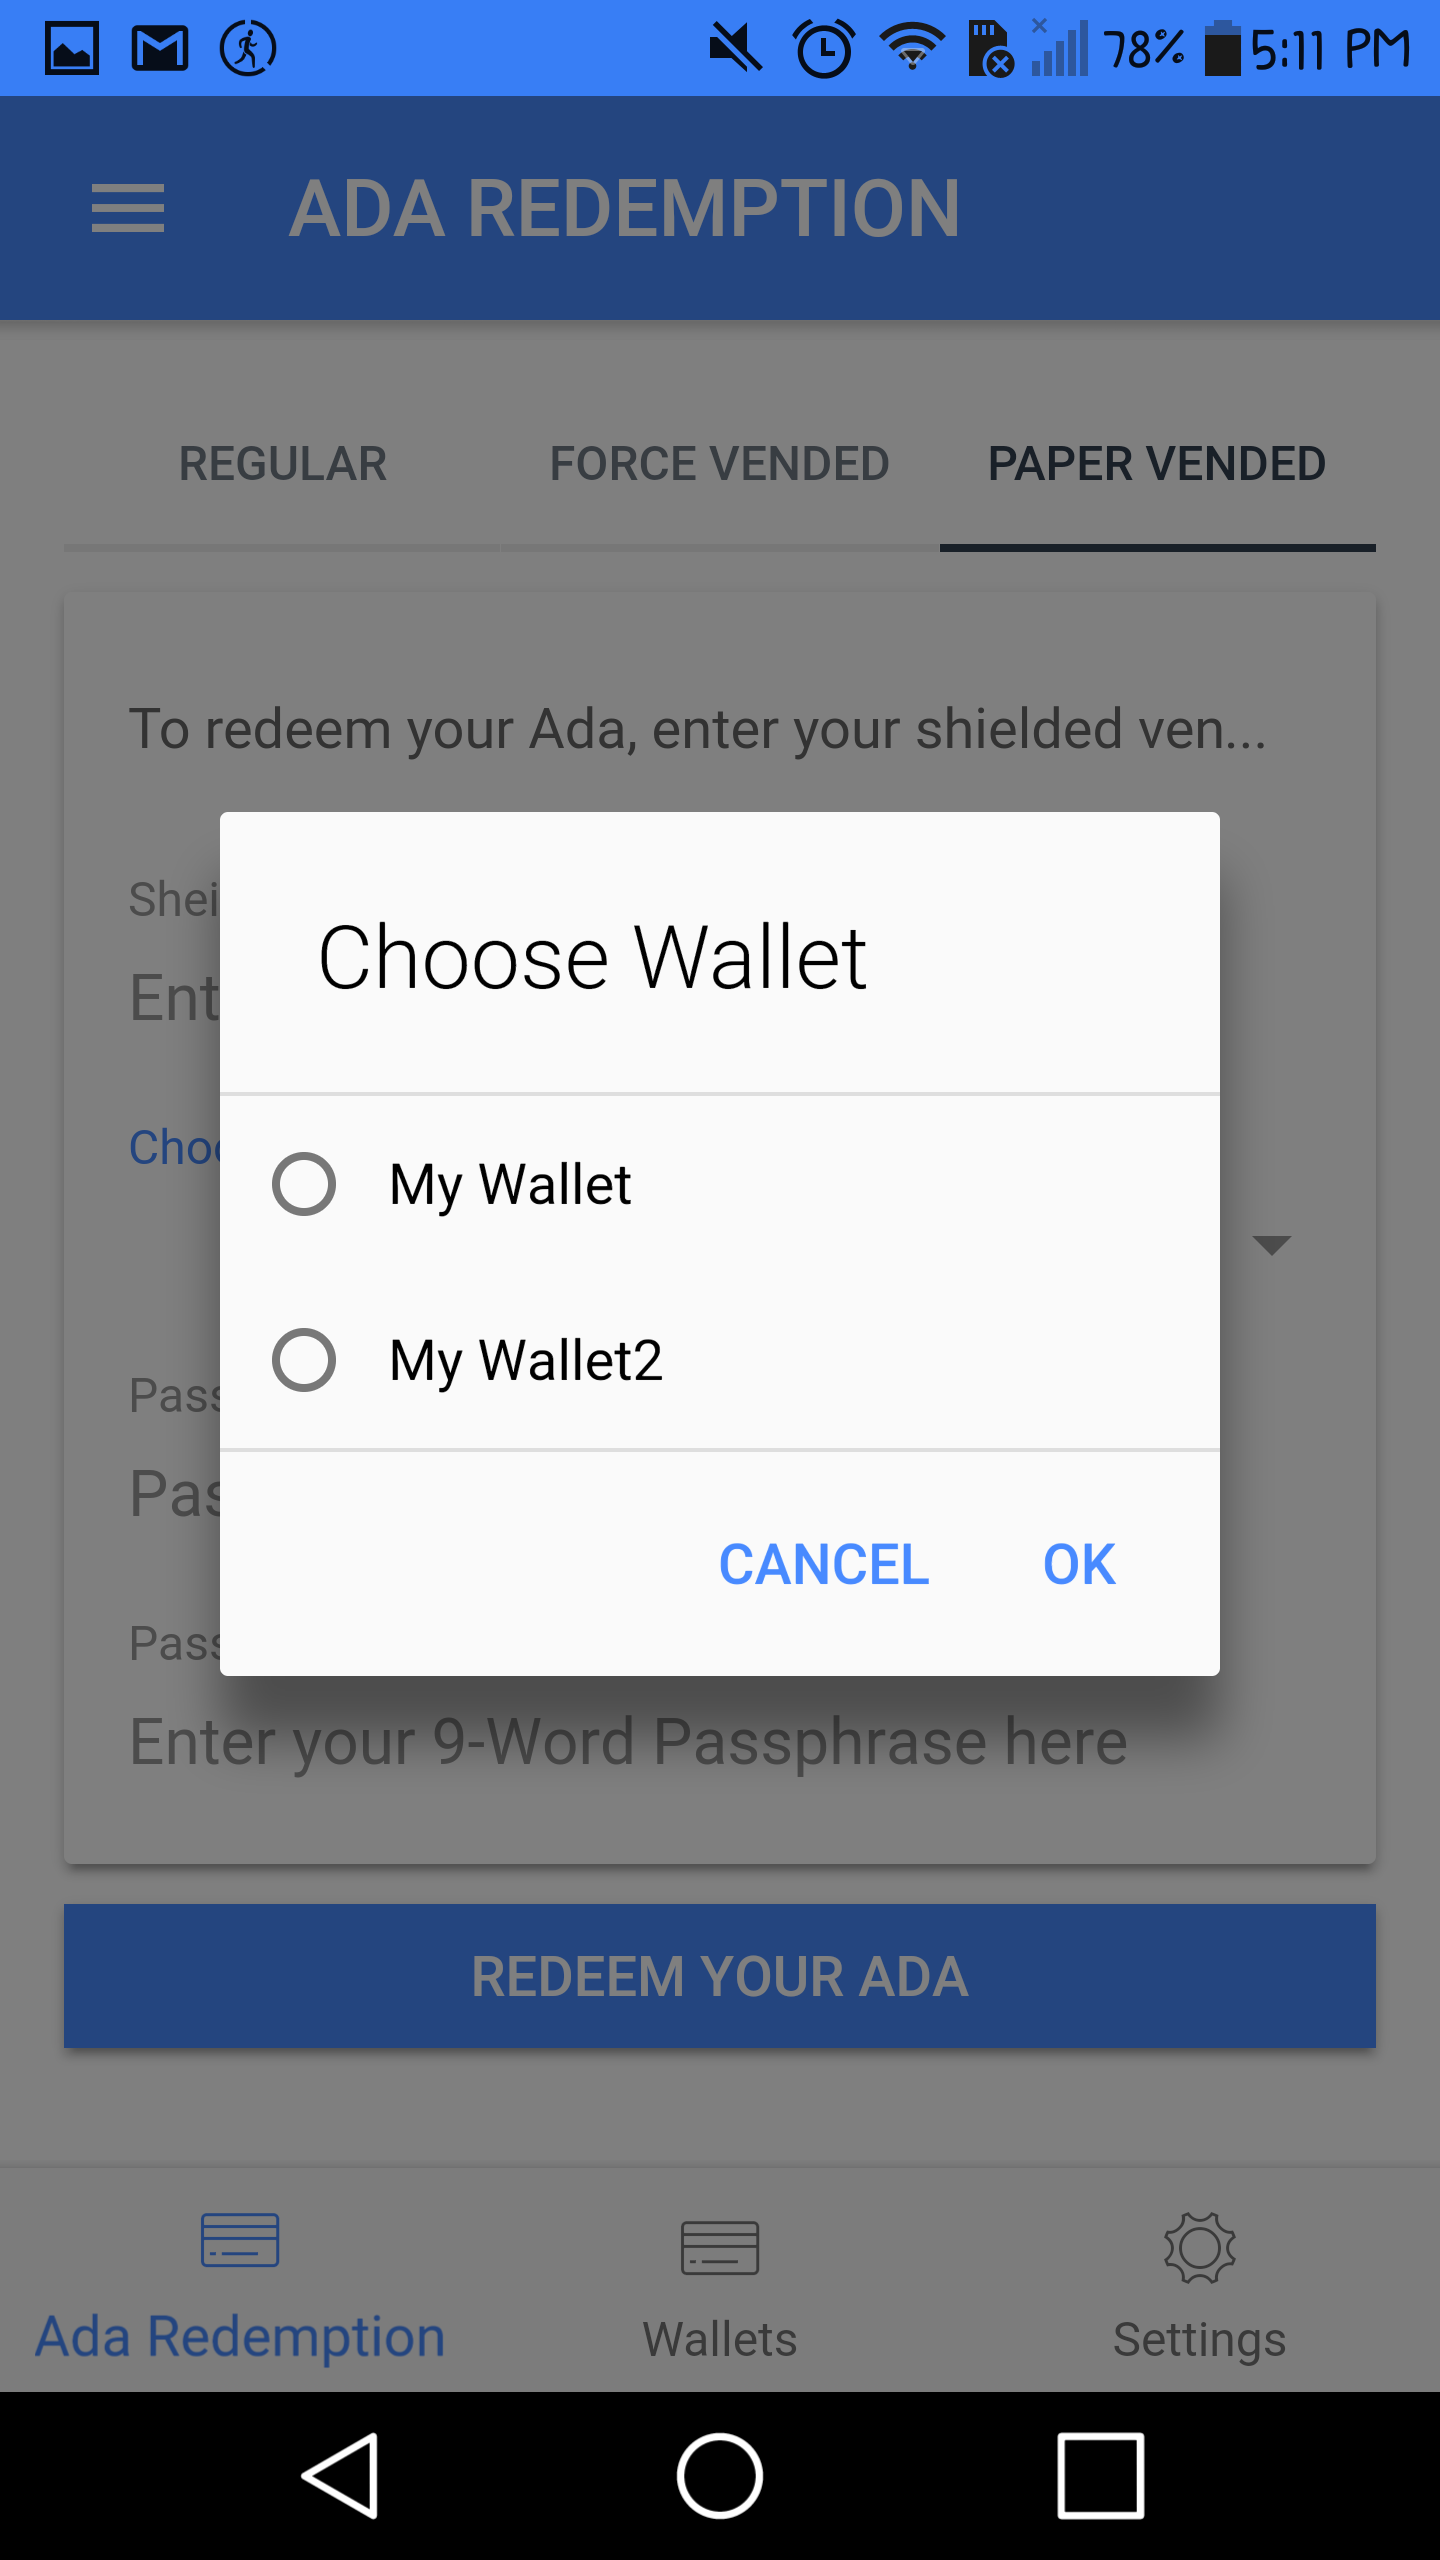 78% 5:11 PM
ADA REDEMPTION
REGULAR FORCE VENDED PAPER VENDED
To redeem your Ada, enter your shielded ven...
Shei
Ent
Choose Wallet
Choo
My Wallet
My Wallet2
Pass
Pas
CANCEL OK
Pass
Enter your 9-Word Passphrase here
REDEEM YOUR ADA
Ada Redemption Wallets Settings